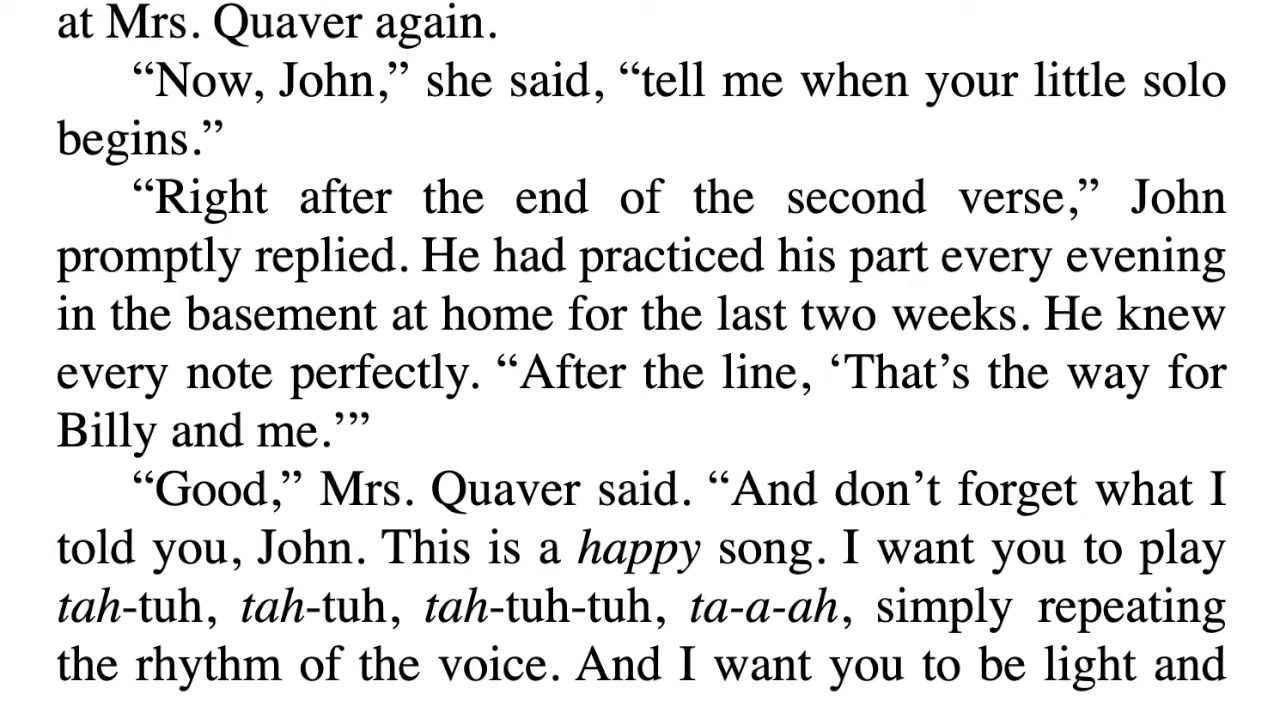 at Mrs. Quaver again.
“Now, John,” she said, “tell me when your little solo
begins.”
“Right after the end of the second verse,” John
promptly replied. He had practiced his part every evening
in the basement at home for the last two weeks. He knew
every note perfectly. “After the line, ‘That’s the way for
Billy and me.’”
“Good,” Mrs. Quaver said. “And don’t forget what I
told you, John. This is a happy song. I want you to play
tah-tuh, tah-tuh, tah-tuh-tuh, ta-a-ah, simply repeating
the rhythm of the voice. And I want you to be light and